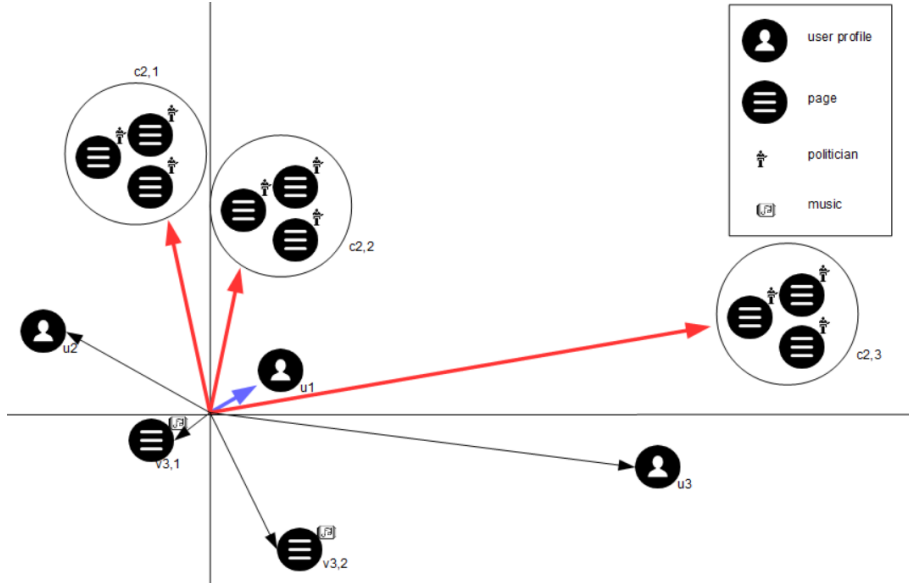 user profile
page
politician
music
c2,1
c2,2
c2,3
u2
u1
v3,1
u3
v3,2